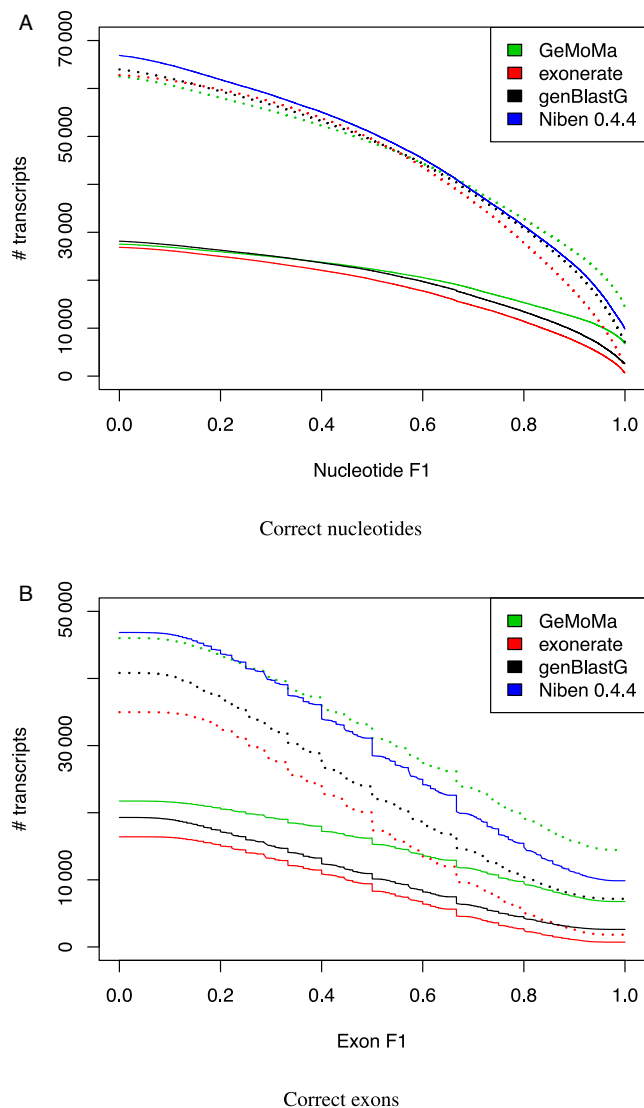 A
GeMoMa
exonerate
genBlastG
Niben 0.4.4
# transcripts
70 000
50 000
30 000
10 000
0
0.0 0.2 0.4 0.6 0.8 1.0
Nucleotide F1
Correct nucleotides
B
GeMoMa
exonerate
genBlastG
Niben 0.4.4
# transcripts
50 000
30 000
10 000
0
0.0 0.2 0.4 0.6 0.8 1.0
Exon F1
Correct exons